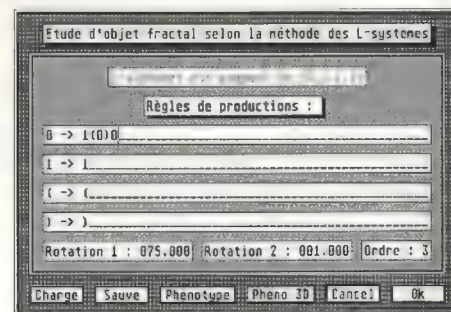 Etude d'objet fractal selon la méthode des L-systemes
Règles de productions :
0 -> 1(0)0
1 -> 1
( -> (
) -> )
Rotation 1 : 075.000 Rotation 2 : 001.000 Ordre : 3
Charge Sauve Phenotype Pheno 3D Cancel Ok